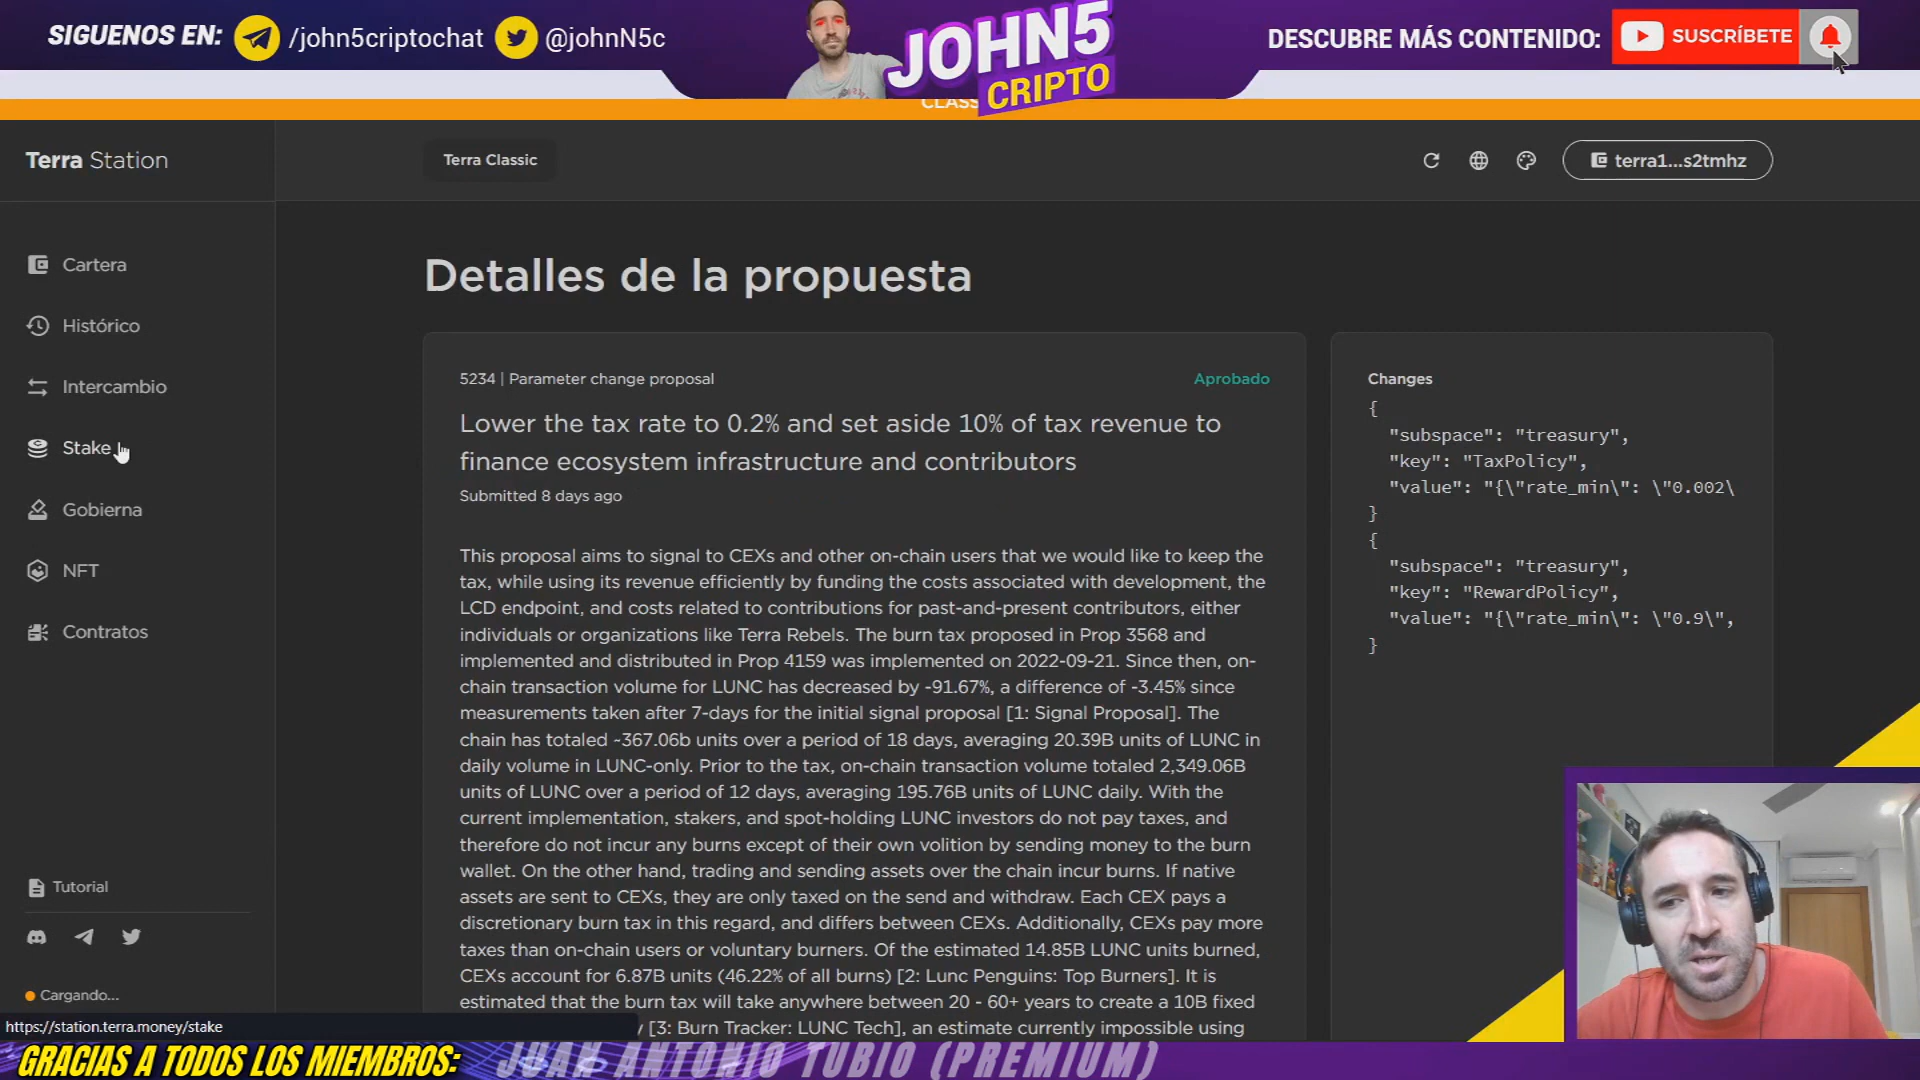 SIGUENOS EN:
/john5criptochat
@johnN5c
JOHN5
CRIPTO
DESCUBRE MÁS CONTENIDO:
SUSCRÍBETE
CLASS
Terra Station
Terra Classic
terra1...s2tmhz
Cartera
Histórico
Intercambio
Stake
Gobierna
NFT
Contratos
Tutorial
Cargando...
https://station.terra.money/stake
Detalles de la propuesta
5234 | Parameter change proposal
Aprobado
Lower the tax rate to 0.2% and set aside 10% of tax revenue to
finance ecosystem infrastructure and contributors
Submitted 8 days ago
This proposal aims to signal to CEXs and other on-chain users that we would like to keep the
tax, while using its revenue efficiently by funding the costs associated with development, the
LCD endpoint, and costs related to contributions for past-and-present contributors, either
individuals or organizations like Terra Rebels. The burn tax proposed in Prop 3568 and
implemented and distributed in Prop 4159 was implemented on 2022-09-21. Since then, on-
chain transaction volume for LUNC has decreased by -91.67%, a difference of -3.45% since
measurements taken after 7-days for the initial signal proposal [1: Signal Proposal]. The
chain has totaled ~367.06b units over a period of 18 days, averaging 20.39B units of LUNC in
daily volume in LUNC-only. Prior to the tax, on-chain transaction volume totaled 2,349.06B
units of LUNC over a period of 12 days, averaging 195.76B units of LUNC daily. With the
current implementation, stakers, and spot-holding LUNC investors do not pay taxes, and
therefore do not incur any burns except of their own volition by sending money to the burn
wallet. On the other hand, trading and sending assets over the chain incur burns. If native
assets are sent to CEXs, they are only taxed on the send and withdraw. Each CEX pays a
discretionary burn tax in this regard, and differs between CEXs. Additionally, CEXs pay more
taxes than on-chain users or voluntary burners. Of the estimated 14.85B LUNC units burned,
CEXs account for 6.87B units (46.22% of all burns) [2: Lunc Penguins: Top Burners]. It is
estimated that the burn tax will take anywhere between 20 - 60+ years to create a 10B fixed
[3: Burn Tracker: LUNC Tech], an estimate currently impossible using
Changes
{
"subspace": "treasury",
"key": "TaxPolicy",
"value": "{\"rate_min\": \"0.002\
}
{
"subspace": "treasury",
"key": "RewardPolicy",
"value": "{\"rate_min\": \"0.9\",
}
GRACIAS A TODOS LOS MIEMBROS:
JUAN ANTONIO TUBIO (PREMIUM)